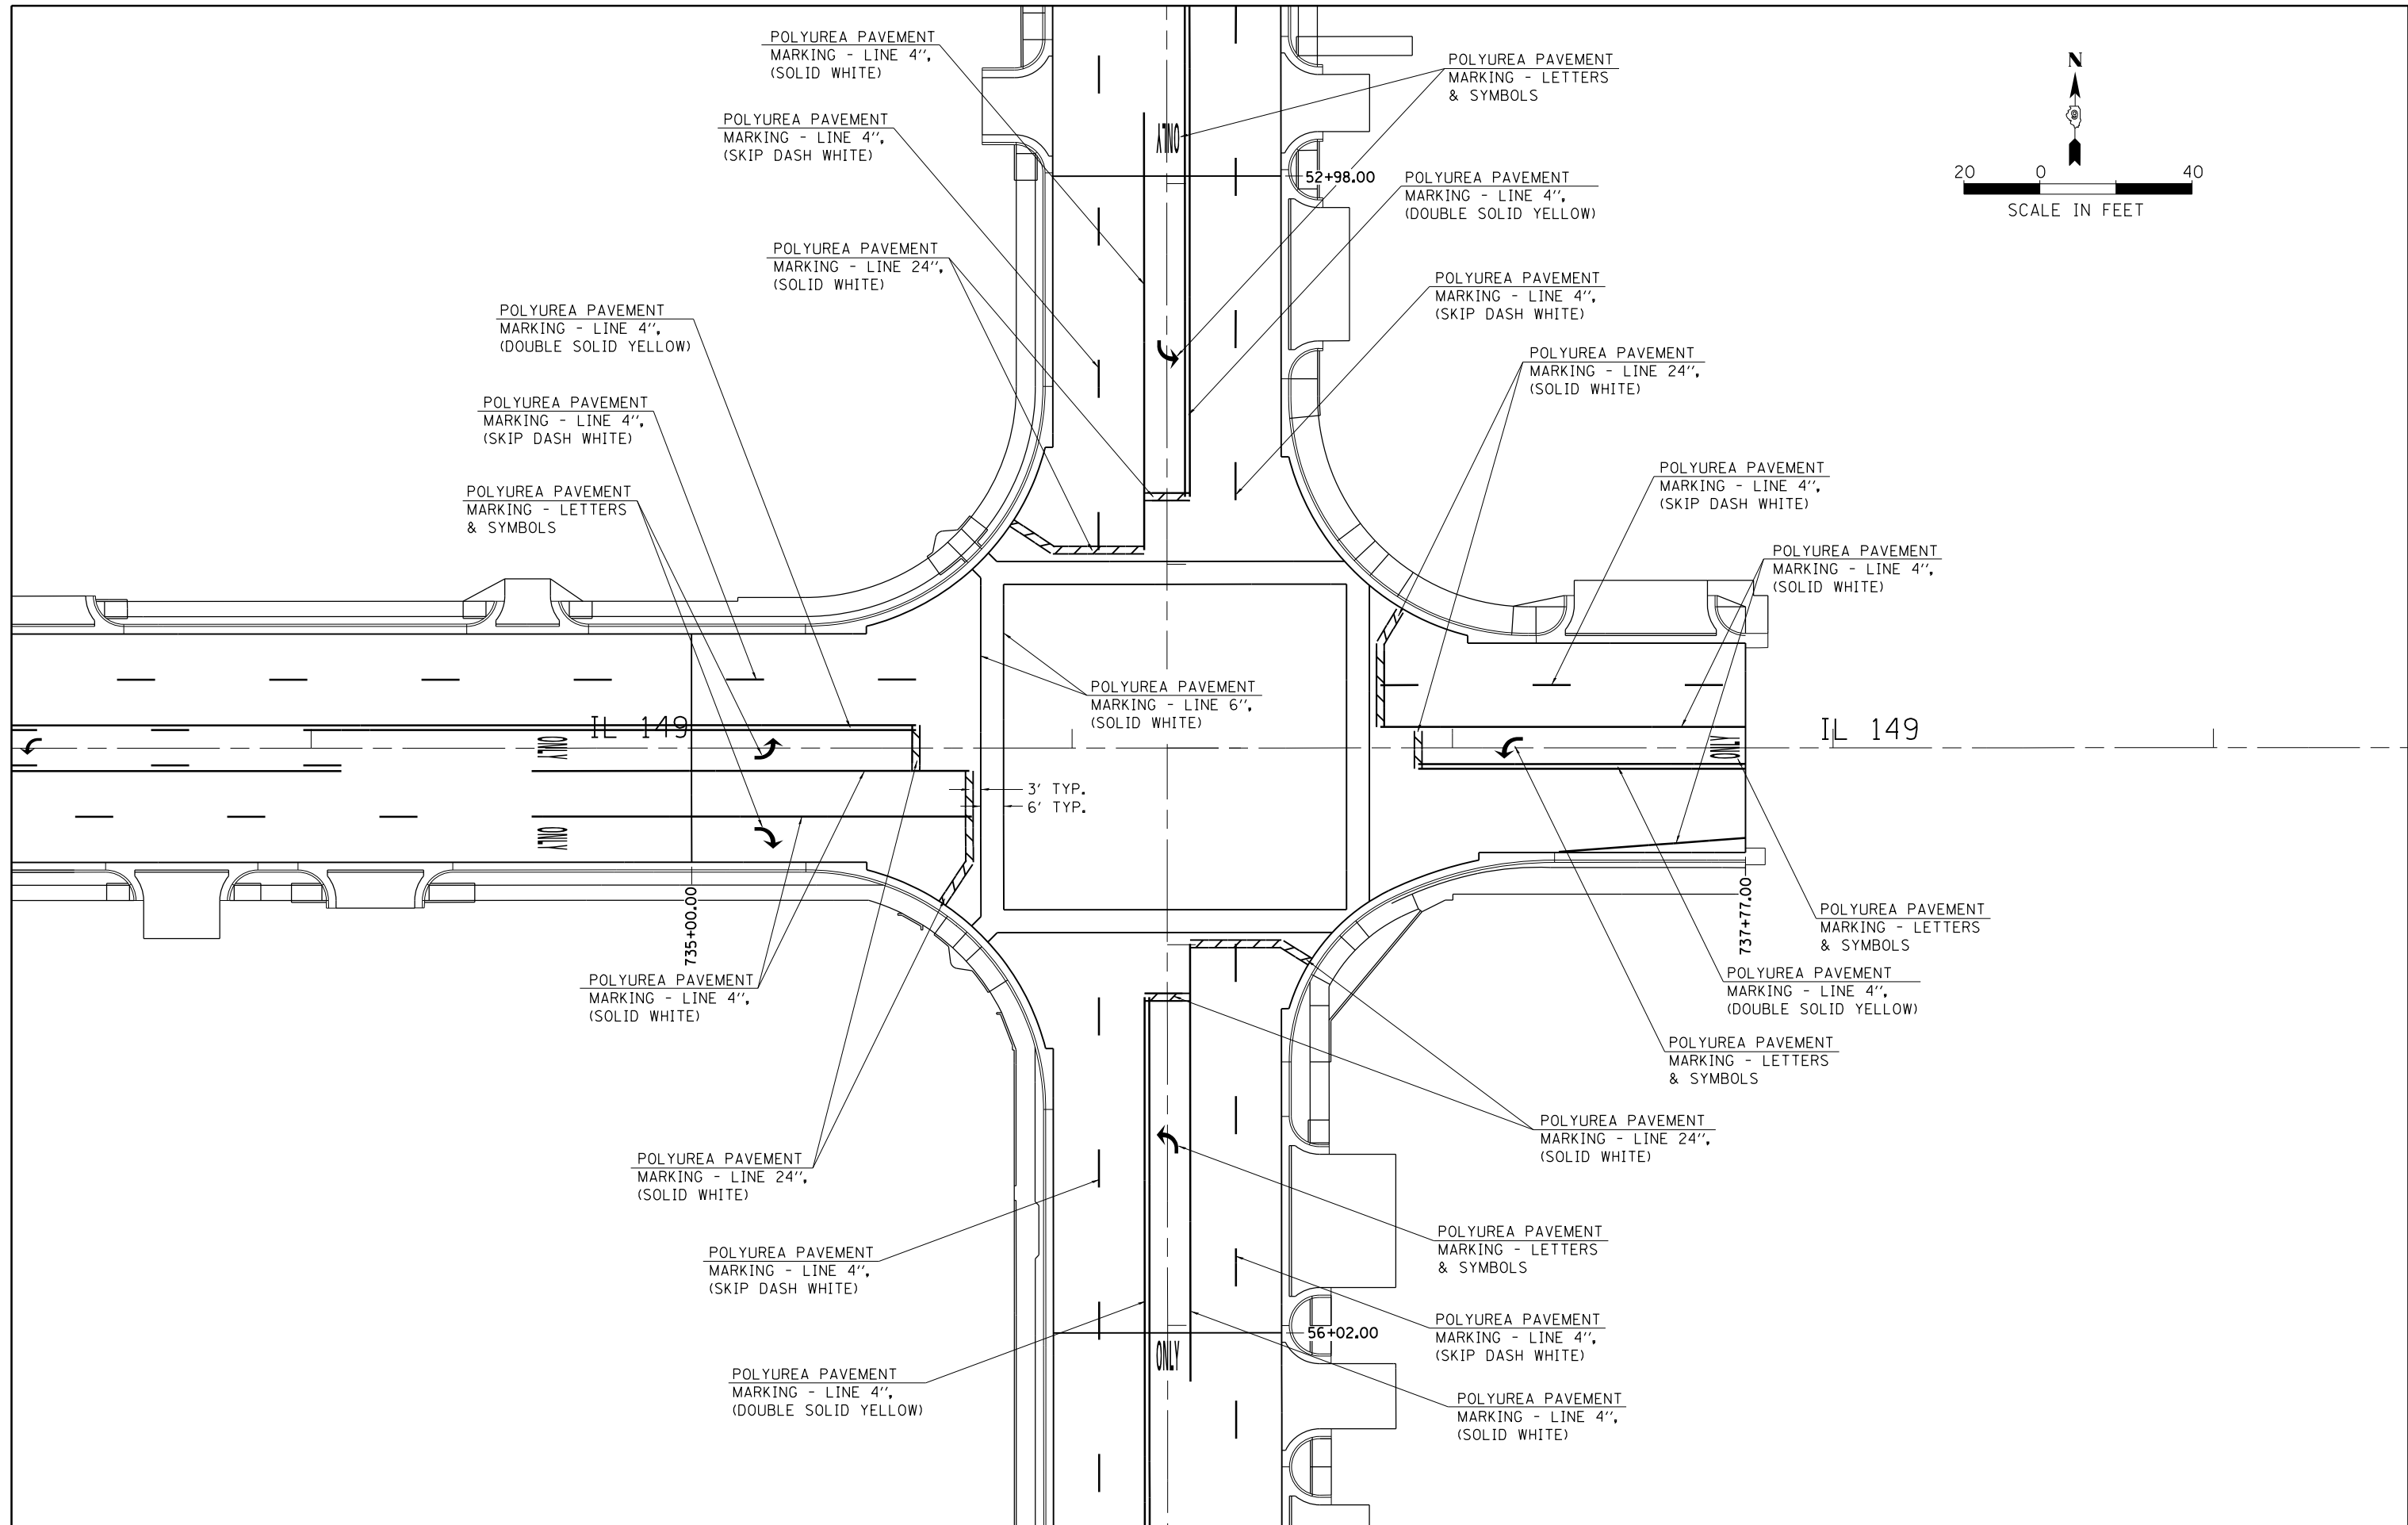 POLYUREA PAVEMENT
MARKING - LINE 4",
(SOLID WHITE)
POLYUREA PAVEMENT
MARKING - LETTERS
& SYMBOLS
N
20 0 40
SCALE IN FEET
POLYUREA PAVEMENT
MARKING - LINE 4",
(SKIP DASH WHITE)
ONLY
52+98.00
POLYUREA PAVEMENT
MARKING - LINE 4",
(DOUBLE SOLID YELLOW)
POLYUREA PAVEMENT
MARKING - LINE 24",
(SOLID WHITE)
POLYUREA PAVEMENT
MARKING - LINE 4",
(SKIP DASH WHITE)
POLYUREA PAVEMENT
MARKING - LINE 4",
(DOUBLE SOLID YELLOW)
POLYUREA PAVEMENT
MARKING - LINE 24",
(SOLID WHITE)
POLYUREA PAVEMENT
MARKING - LINE 4",
(SKIP DASH WHITE)
POLYUREA PAVEMENT
MARKING - LINE 4",
(SKIP DASH WHITE)
POLYUREA PAVEMENT
MARKING - LETTERS
& SYMBOLS
POLYUREA PAVEMENT
MARKING - LINE 4",
(SOLID WHITE)
POLYUREA PAVEMENT
MARKING - LINE 6",
(SOLID WHITE)
IL 149
IL 149
ONLY
ONLY
3' TYP.
6' TYP.
ONLY
735+00.00
737+77.00
POLYUREA PAVEMENT
MARKING - LETTERS
& SYMBOLS
POLYUREA PAVEMENT
MARKING - LINE 4",
(SOLID WHITE)
POLYUREA PAVEMENT
MARKING - LINE 4",
(DOUBLE SOLID YELLOW)
POLYUREA PAVEMENT
MARKING - LETTERS
& SYMBOLS
POLYUREA PAVEMENT
MARKING - LINE 24",
(SOLID WHITE)
POLYUREA PAVEMENT
MARKING - LINE 24",
(SOLID WHITE)
POLYUREA PAVEMENT
MARKING - LETTERS
& SYMBOLS
POLYUREA PAVEMENT
MARKING - LINE 4",
(SKIP DASH WHITE)
POLYUREA PAVEMENT
MARKING - LINE 4",
(SKIP DASH WHITE)
56+02.00
ONLY
POLYUREA PAVEMENT
MARKING - LINE 4",
(DOUBLE SOLID YELLOW)
POLYUREA PAVEMENT
MARKING - LINE 4",
(SOLID WHITE)